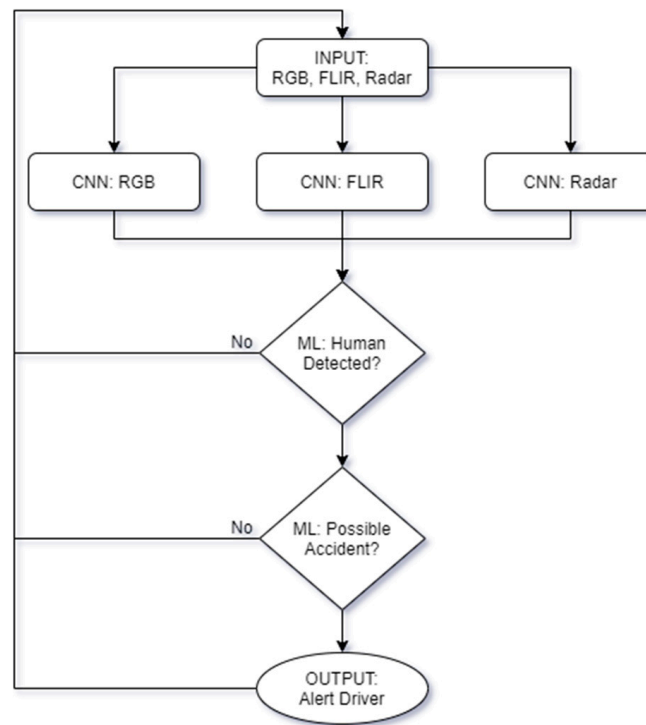 INPUT:
RGB, FLIR, Radar
CNN: RGB
CNN: FLIR
CNN: Radar
No
ML: Human
Detected?
No
ML: Possible
Accident?
OUTPUT:
Alert Driver